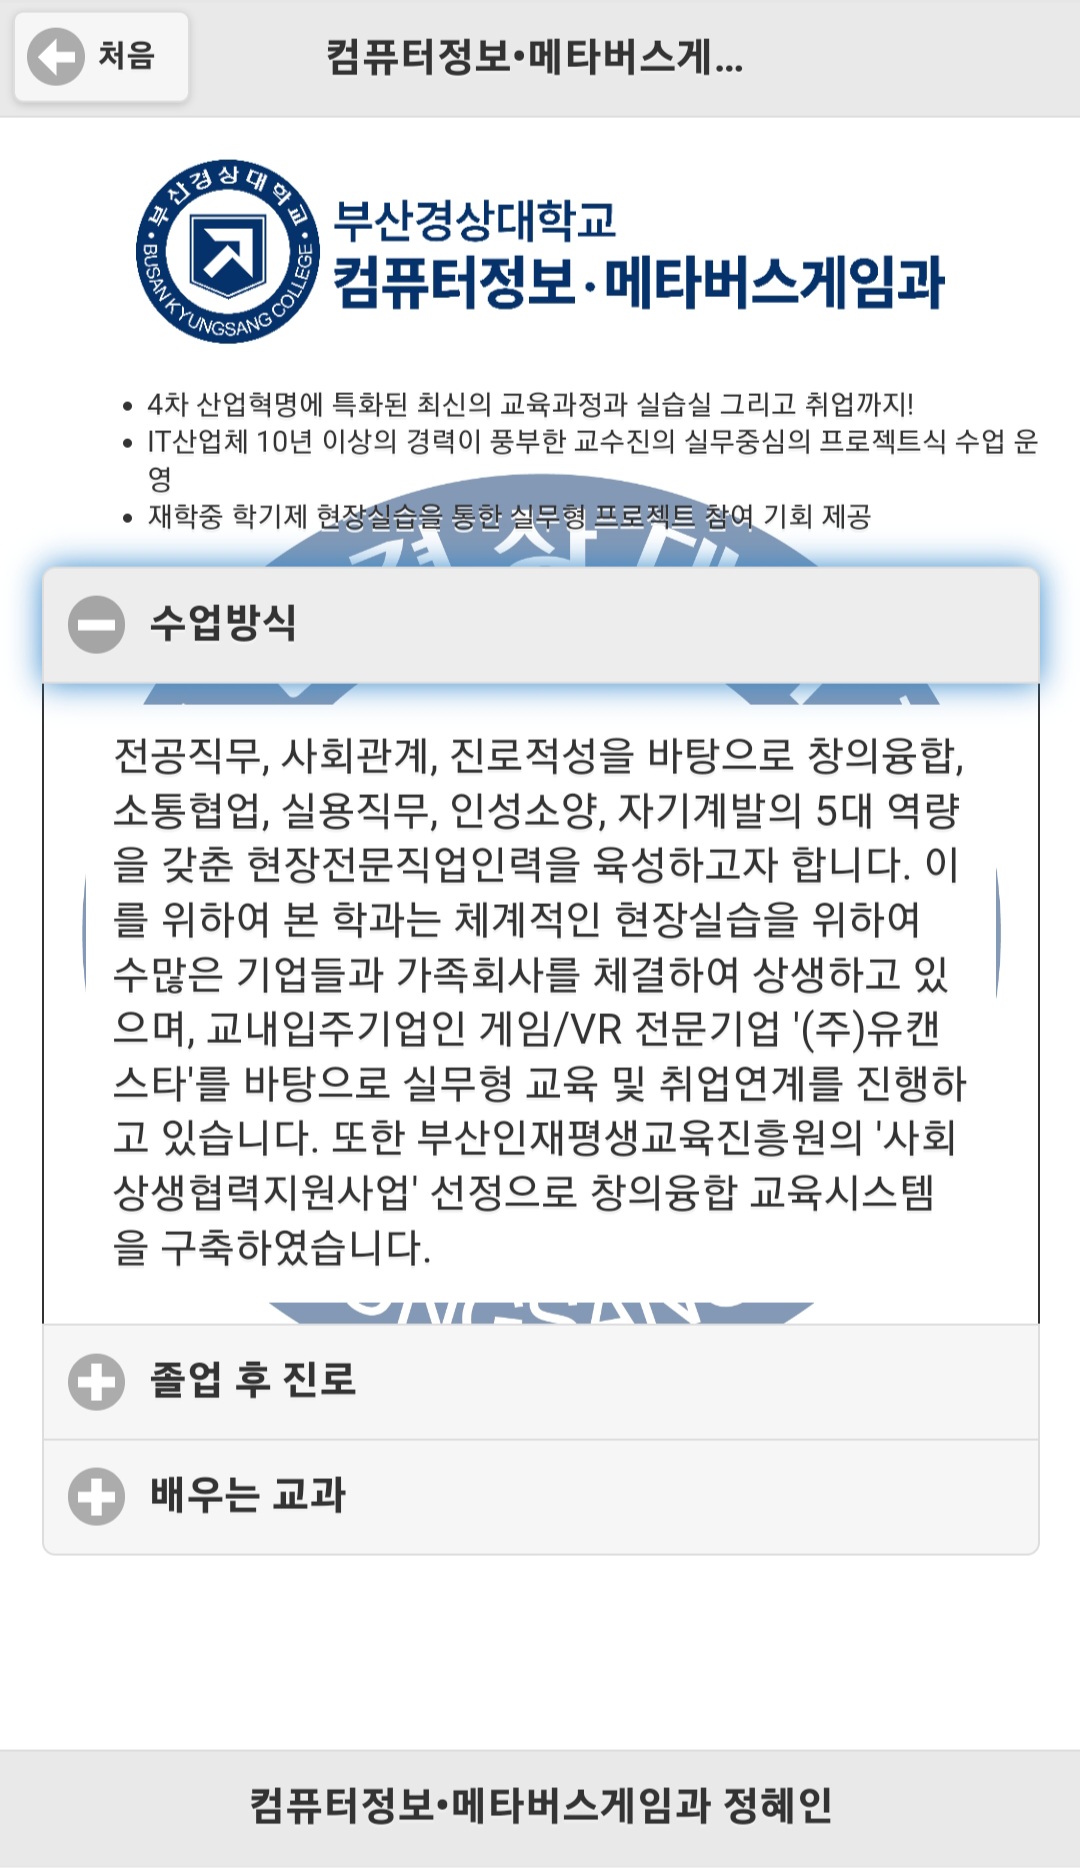 처음
컴퓨터정보•메타버스게...
부산경상대학교
BUSAN KYUNGSANG COLLEGE
부산경상대학교
컴퓨터정보·메타버스게임과
• 4차 산업혁명에 특화된 최신의 교육과정과 실습실 그리고 취업까지!
• IT산업체 10년 이상의 경력이 풍부한 교수진의 실무중심의 프로젝트식 수업 운
영
• 재학중 학기제 현장실습을 통한 실무형 프로젝트 참여 기회 제공
경상대
수업방식
전공직무, 사회관계, 진로적성을 바탕으로 창의융합,
소통협업, 실용직무, 인성소양, 자기계발의 5대 역량
을 갖춘 현장전문직업인력을 육성하고자 합니다. 이
를 위하여 본 학과는 체계적인 현장실습을 위하여
수많은 기업들과 가족회사를 체결하여 상생하고 있
으며, 교내입주기업인 게임/VR 전문기업 '(주)유캔
스타'를 바탕으로 실무형 교육 및 취업연계를 진행하
고 있습니다. 또한 부산인재평생교육진흥원의 '사회
상생협력지원사업' 선정으로 창의융합 교육시스템
을 구축하였습니다.
UNGSANG
졸업 후 진로
배우는 교과
컴퓨터정보•메타버스게임과 정혜인